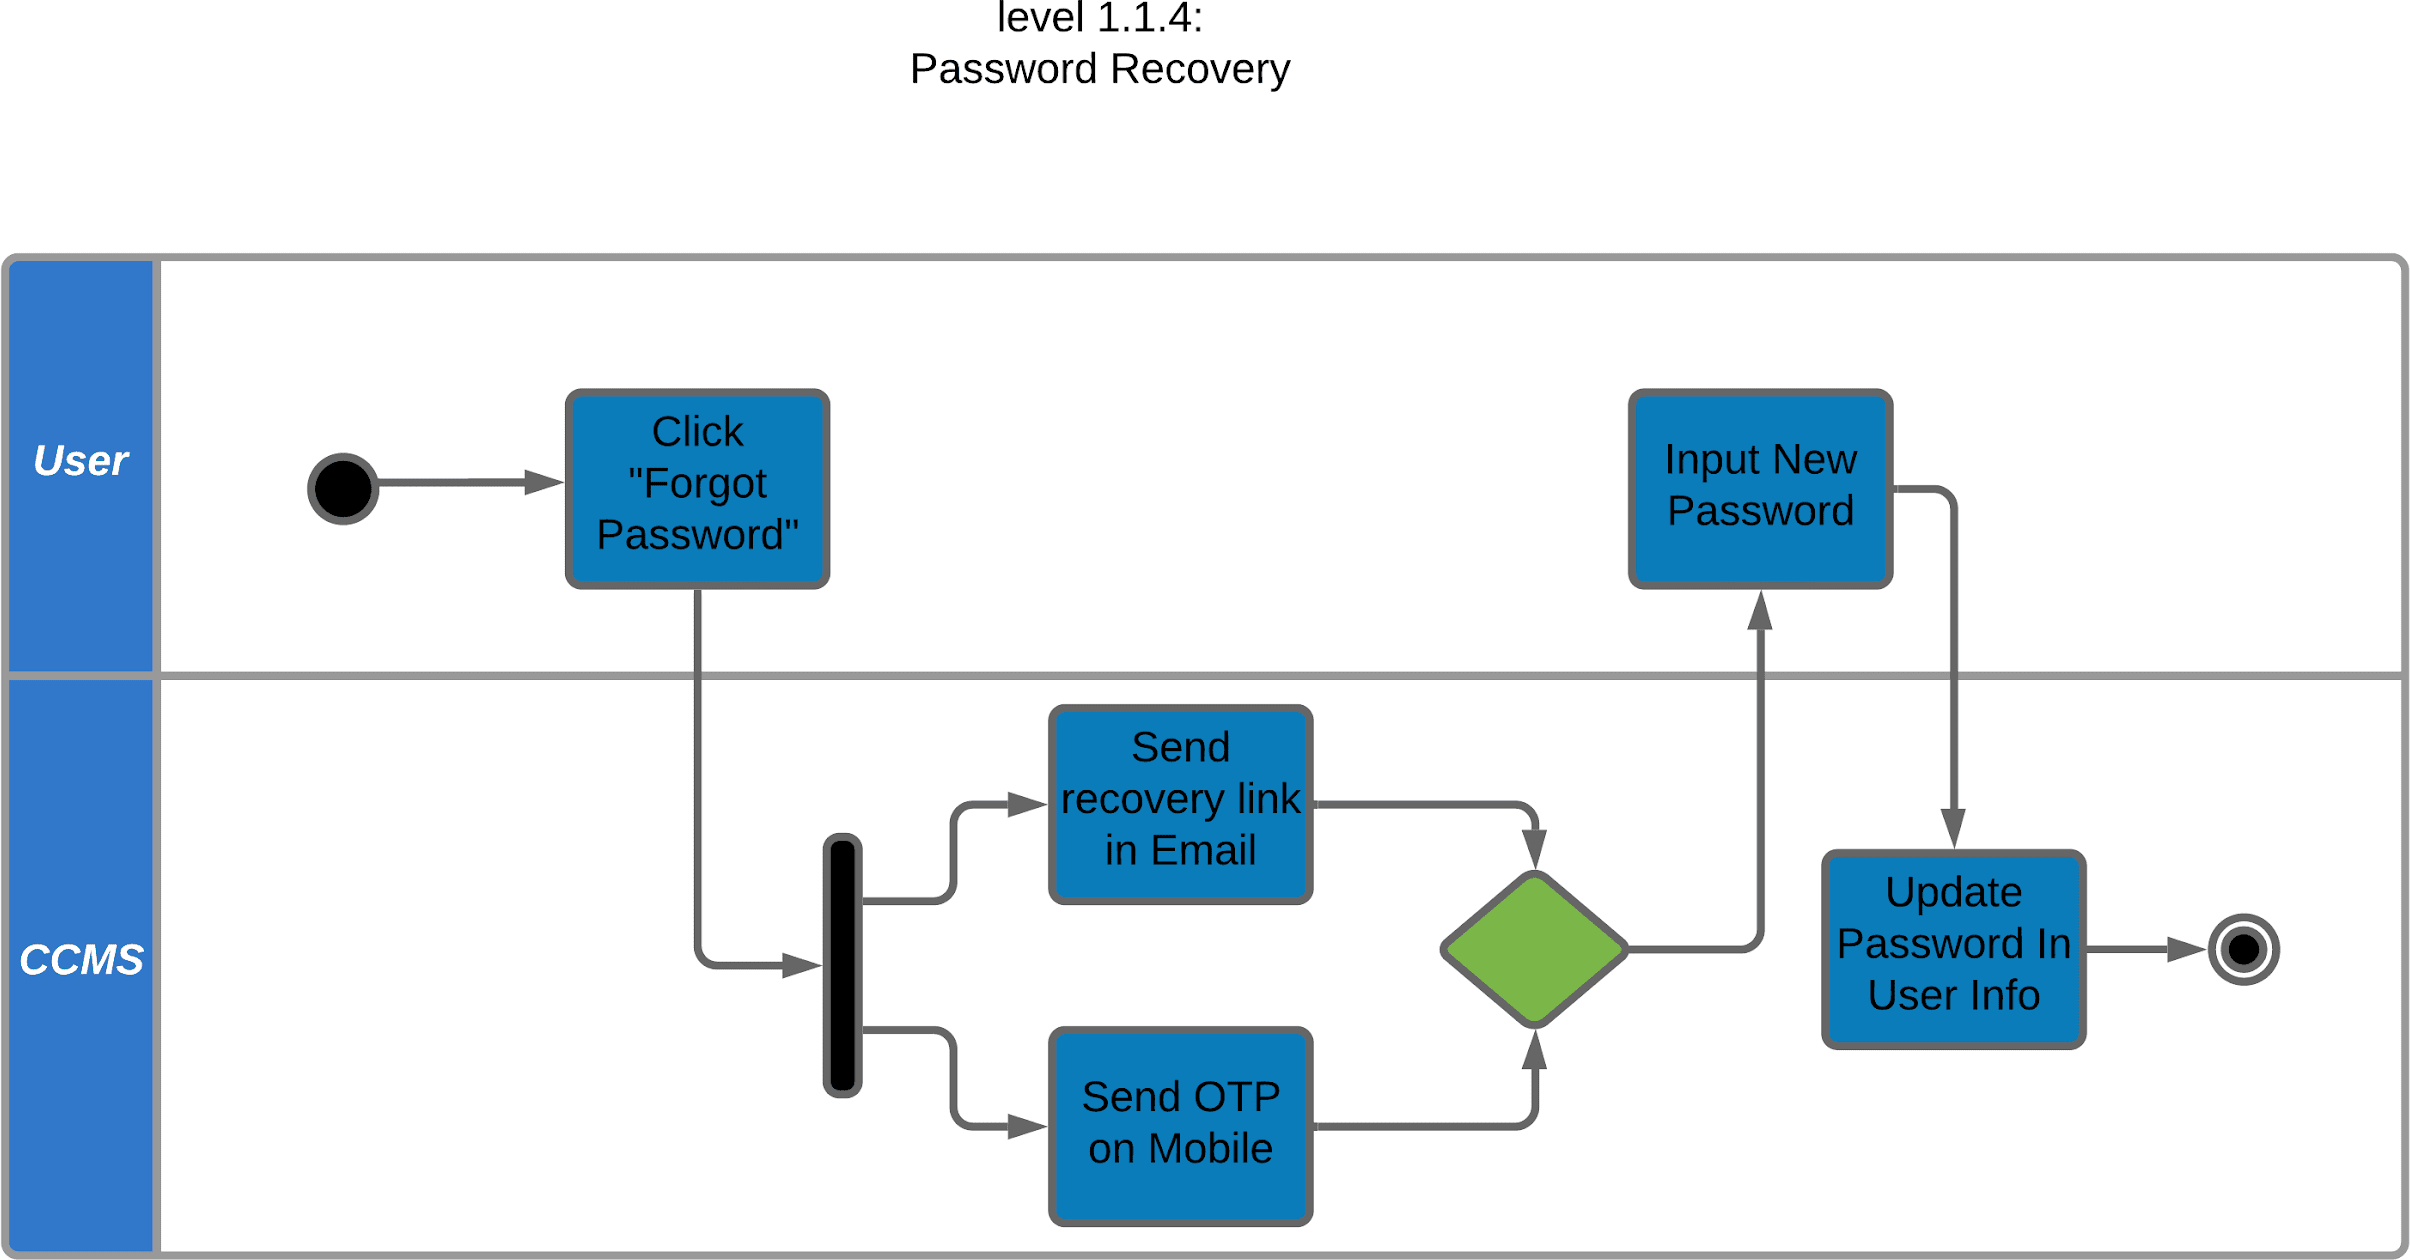 level 1.1.4:
Password Recovery
User
Click
"Forgot
Password"
Input New
Password
CCMS
Send
recovery link
in Email
Send OTP
on Mobile
Update
Password In
User Info